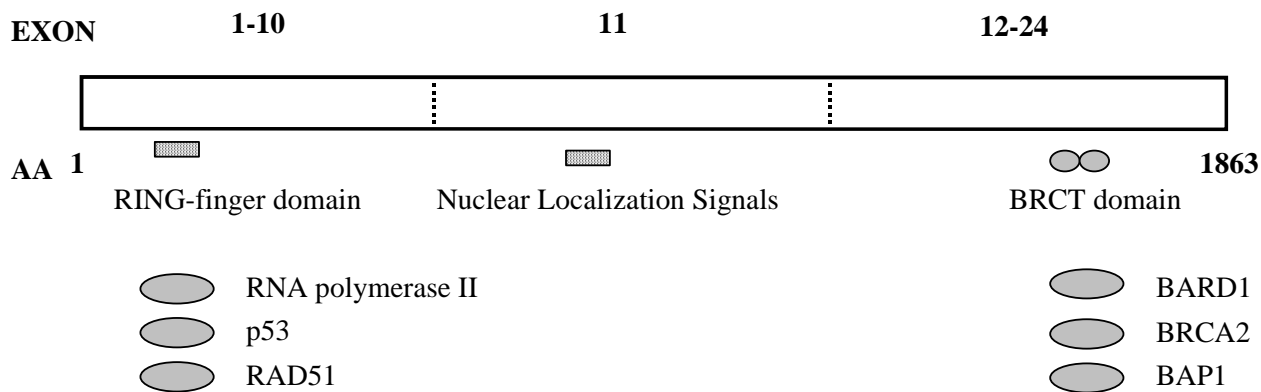 EXON 1-10 11 12-24
AA 1 1863
RING-finger domain Nuclear Localization Signals BRCT domain
RNA polymerase II BARD1
p53 BRCA2
RAD51 BAP1